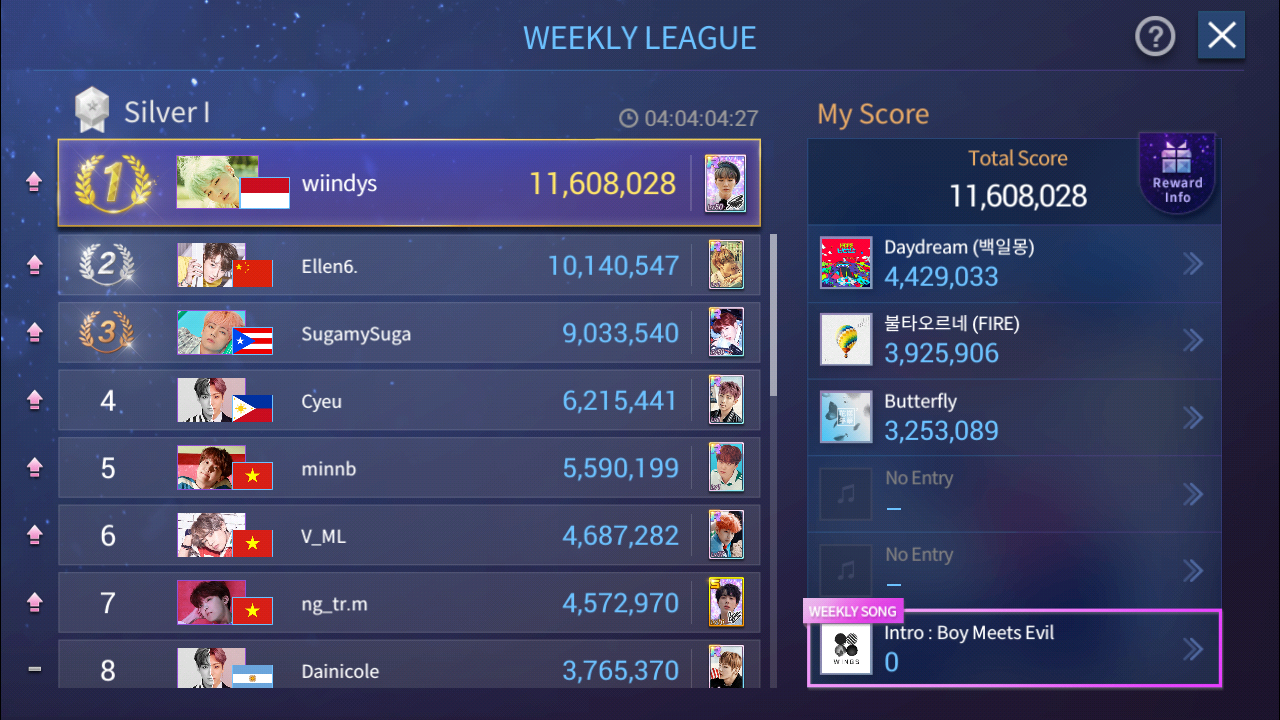 WEEKLY LEAGUE
?
Silver I
04:04:04:27
1
wiindys
11,608,028
2
Ellen6.
10,140,547
3
SugamySuga
9,033,540
4
Cyeu
6,215,441
5
minnb
5,590,199
6
V_ML
4,687,282
7
ng_tr.m
4,572,970
8
Dainicole
3,765,370
My Score
Total Score
11,608,028
Reward
Info
Daydream (백일몽)
4,429,033
불타오르네 (FIRE)
3,925,906
Butterfly
3,253,089
No Entry
–
No Entry
–
WEEKLY SONG
Intro : Boy Meets Evil
0
WINGS